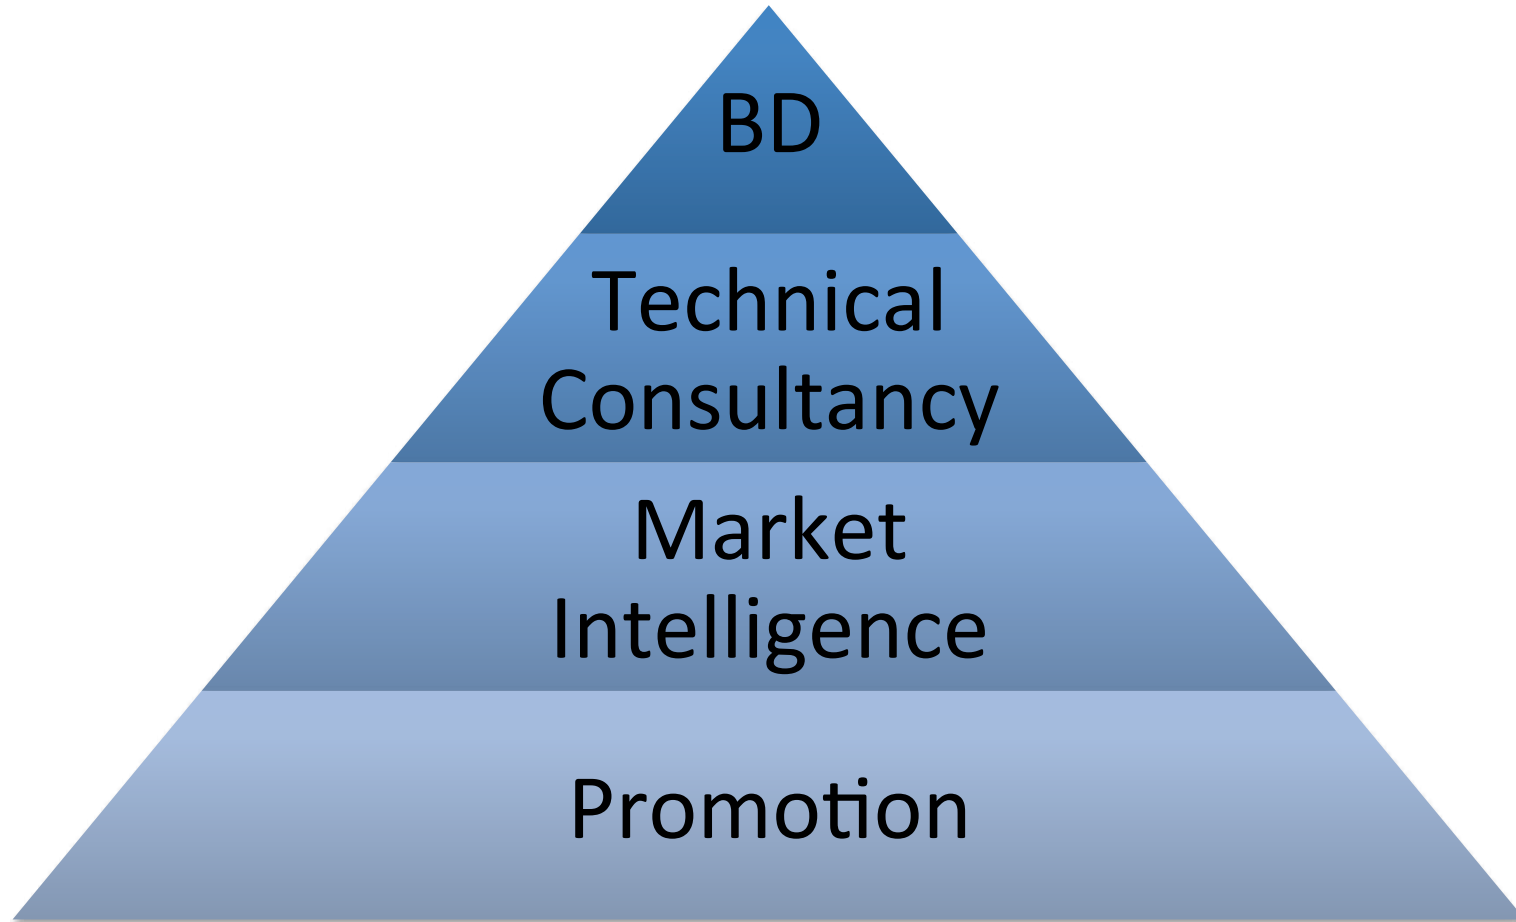 BD
Technical
Consultancy
Market
Intelligence
Promotion